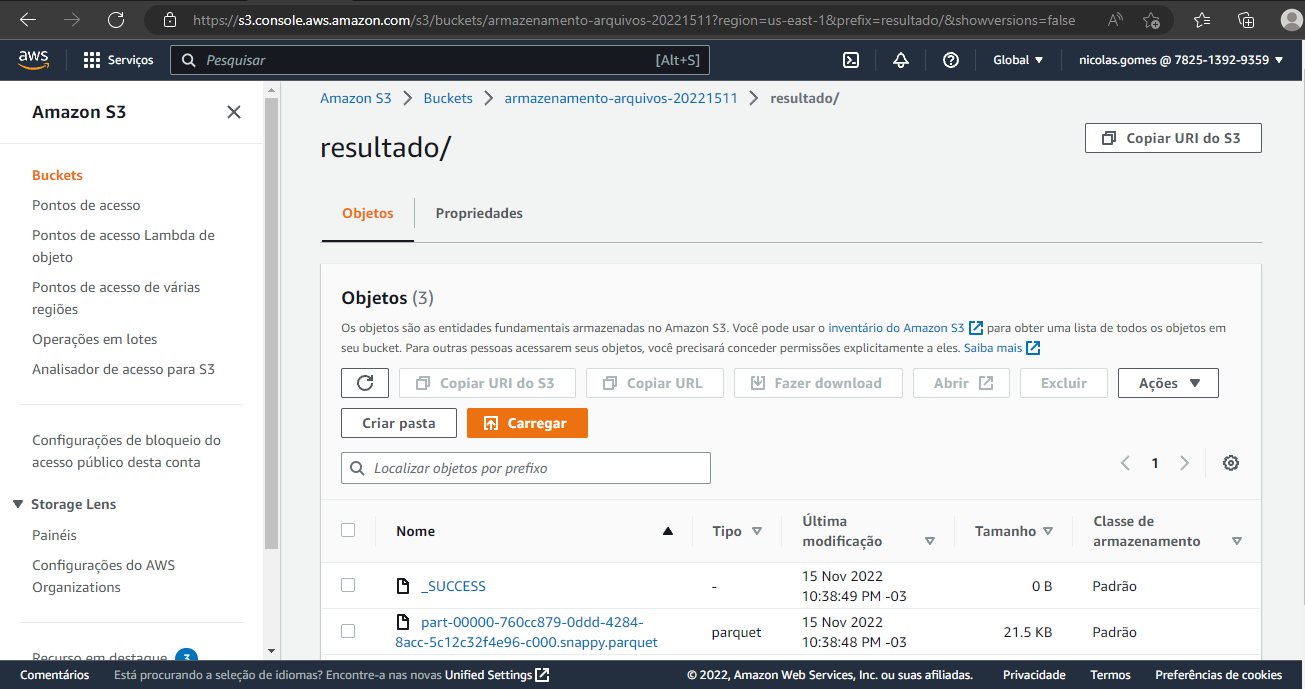 https://s3.console.aws.amazon.com/s3/buckets/armazenamento-arquivos-20221511?region=us-east-1&prefix=resultado/&showversions=false
aws Serviços Pesquisar [Alt+S] Global nicolas.gomes @ 7825-1392-9359
Amazon S3
Buckets
Pontos de acesso
Pontos de acesso Lambda de
objeto
Pontos de acesso de várias
regiões
Operações em lotes
Analisador de acesso para S3
Configurações de bloqueio do
acesso público desta conta
Storage Lens
Painéis
Configurações do AWS
Organizations
Recurso em destaque 3
Amazon S3 Buckets armazenamento-arquivos-20221511 resultado/
resultado/
Copiar URI do S3
Objetos Propriedades
Objetos (3)
Os objetos são as entidades fundamentais armazenadas no Amazon S3. Você pode usar o inventário do Amazon S3 para obter uma lista de todos os objetos em
seu bucket. Para outras pessoas acessarem seus objetos, você precisará conceder permissões explicitamente a eles. Saiba mais
Copiar URI do S3 Copiar URL Fazer download Abrir Excluir Ações
Criar pasta Carregar
Localizar objetos por prefixo 1
Nome Tipo Última modificação Tamanho Classe de armazenamento
_SUCCESS - 15 Nov 2022 10:38:49 PM -03 0 B Padrão
part-00000-760cc879-0ddd-4284-
8acc-5c12c32f4e96-c000.snappy.parquet parquet 15 Nov 2022 10:38:48 PM -03 21.5 KB Padrão
Comentários Está procurando a seleção de idiomas? Encontre-a nas novas Unified Settings © 2022, Amazon Web Services, Inc. ou suas afiliadas. Privacidade Termos Preferências de cookies